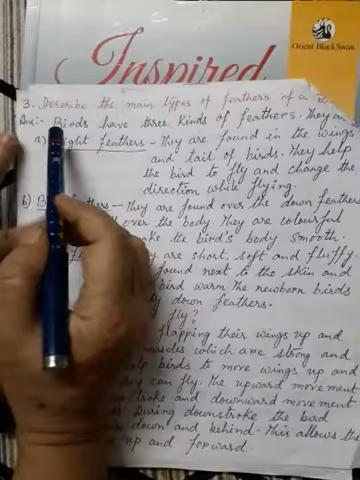 Orient BlackSwan
Inspired
3. Describe the main types of feathers of a
Ans:- Birds have three kinds of feathers. They are
a) Flight feathers - They are found in the wings
and tail of birds. They help
the bird to fly and change the
direction while flying.
b) feathers - They are found over the down feathers
over the body. They are colourful
the bird's body smooth.
are short, soft and fluffy.
found next to the skin and
bird warm. The newborn birds
down feathers.
fly?
flapping their wings up and
muscles which are strong and
birds to move wings up and
can fly. The upward movement
and downward movement
During downstroke the bird
down and behind. This allows the
up and forward.